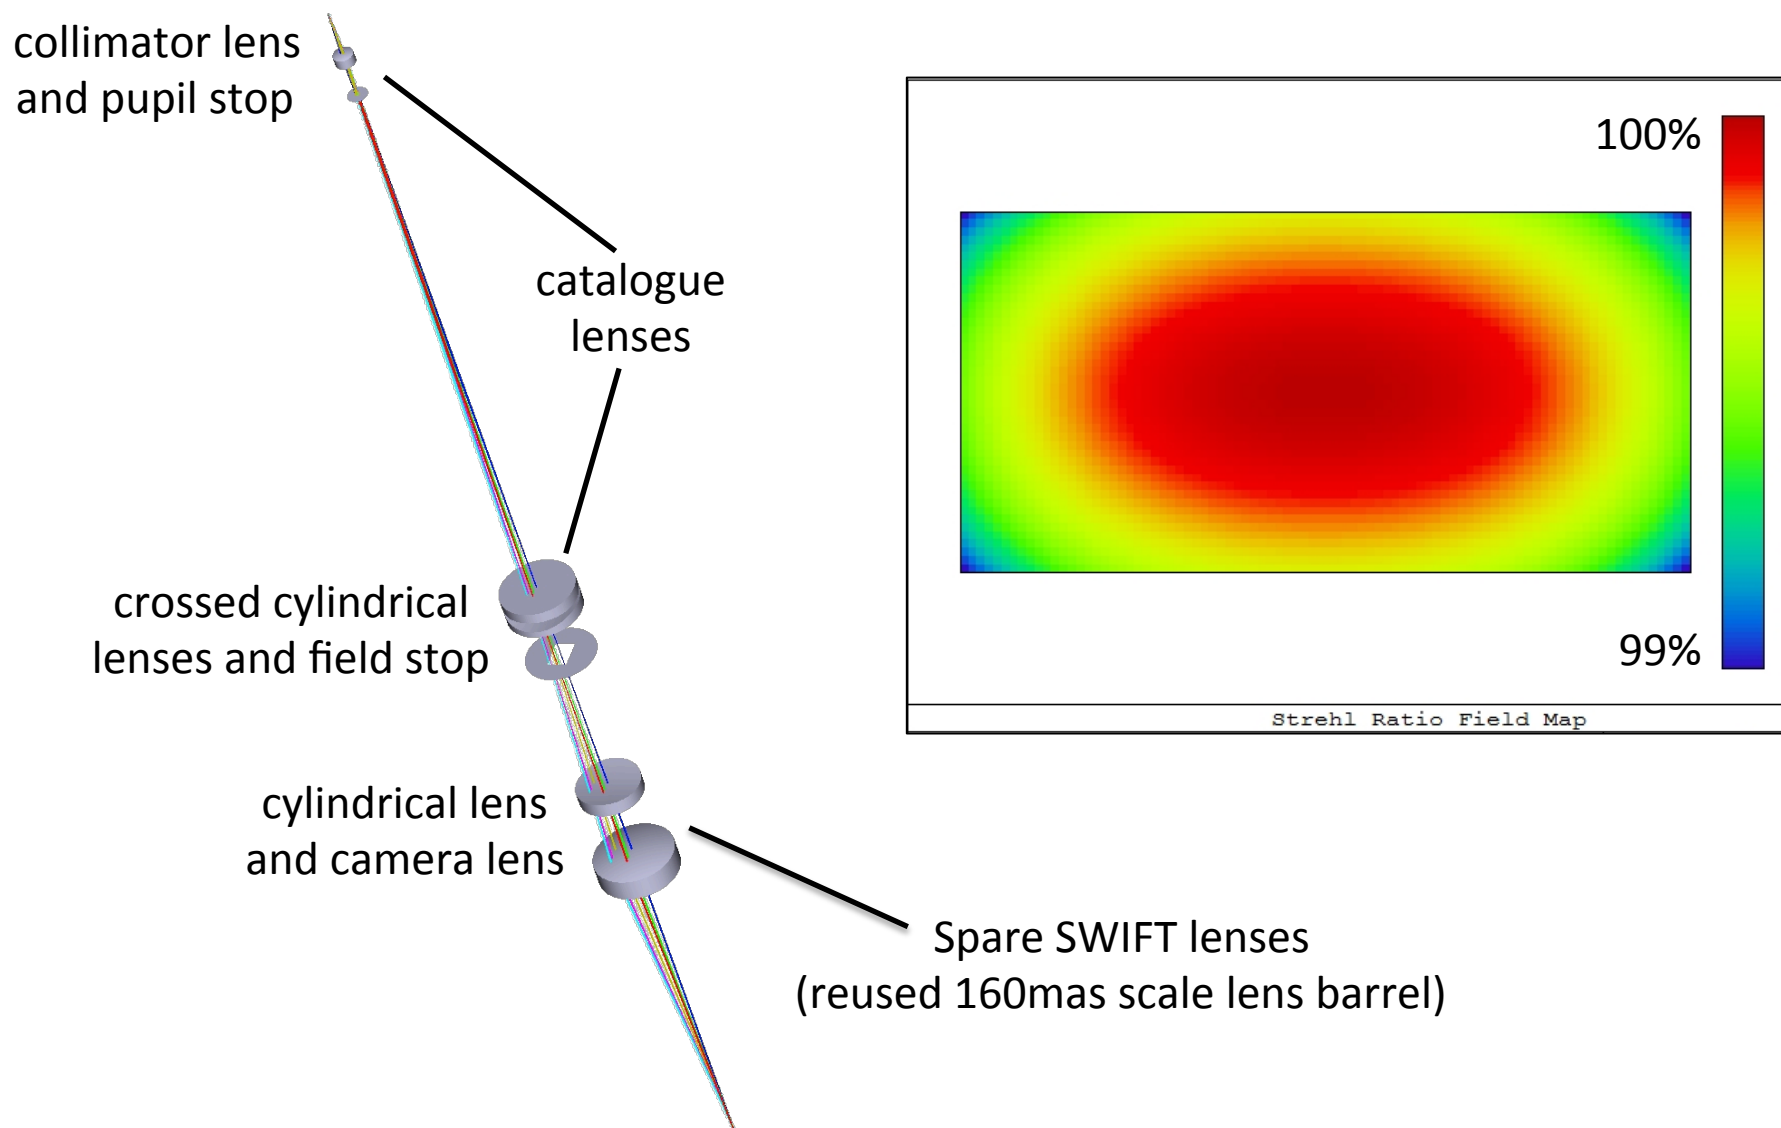 collimator lens
and pupil stop
catalogue
lenses
crossed cylindrical
lenses and field stop
cylindrical lens
and camera lens
Spare SWIFT lenses
(reused 160mas scale lens barrel)
100%
99%
Strehl Ratio Field Map